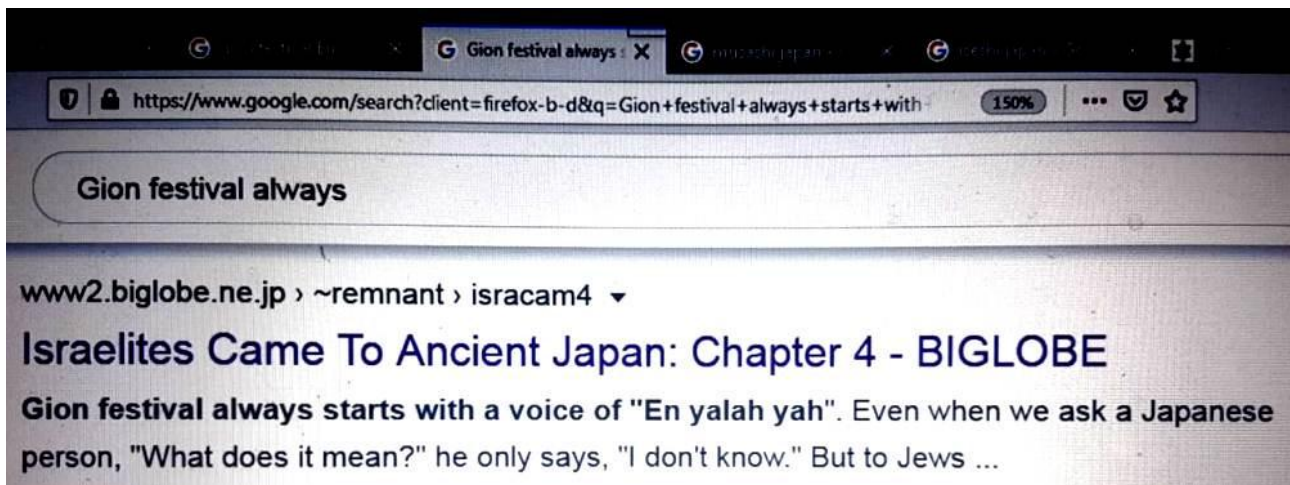 Gion festival always
https://www.google.com/search?client=firefox-b-d&q=Gion+festival+always+starts+with
150%
Gion festival always
www2.biglobe.ne.jp › ~remnant › isracam4
Israelites Came To Ancient Japan: Chapter 4 - BIGLOBE
Gion festival always starts with a voice of "En yalah yah". Even when we ask a Japanese
person, "What does it mean?" he only says, "I don't know." But to Jews ...